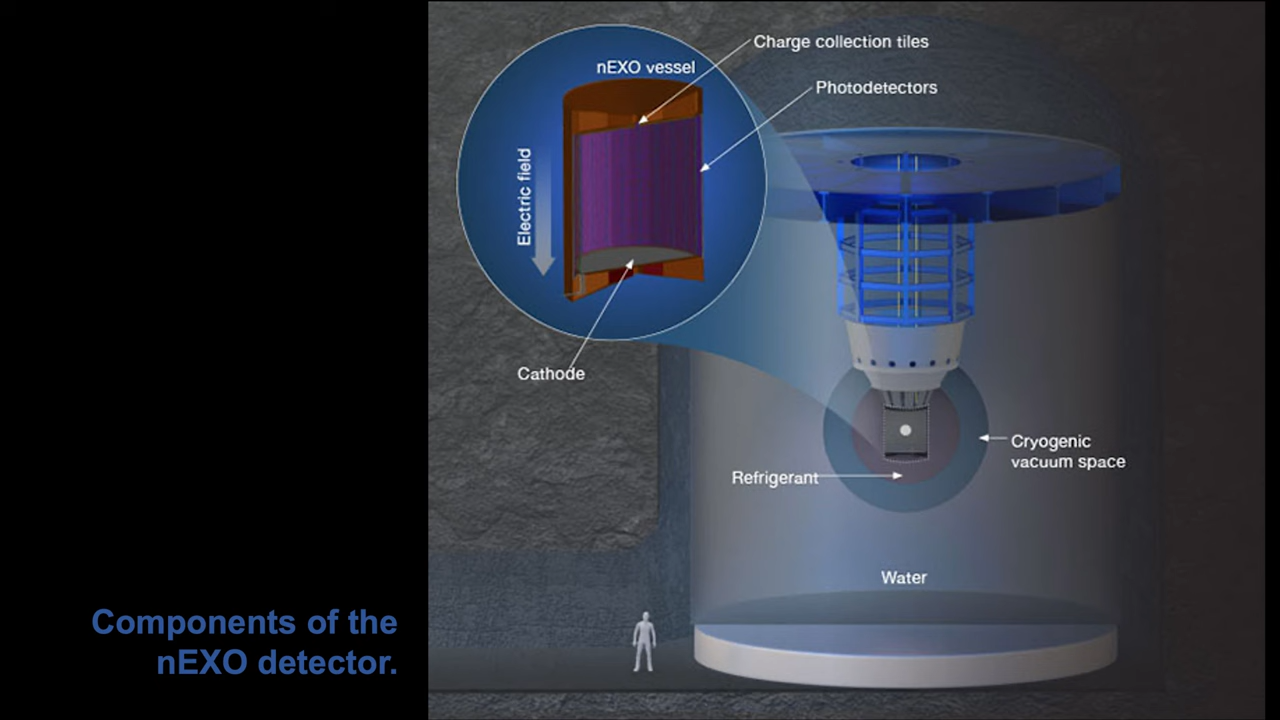 Charge collection tiles
nEXO vessel
Photodetectors
Electric field
Cathode
Cryogenic
vacuum space
Refrigerant
Water
Components of the
nEXO detector.